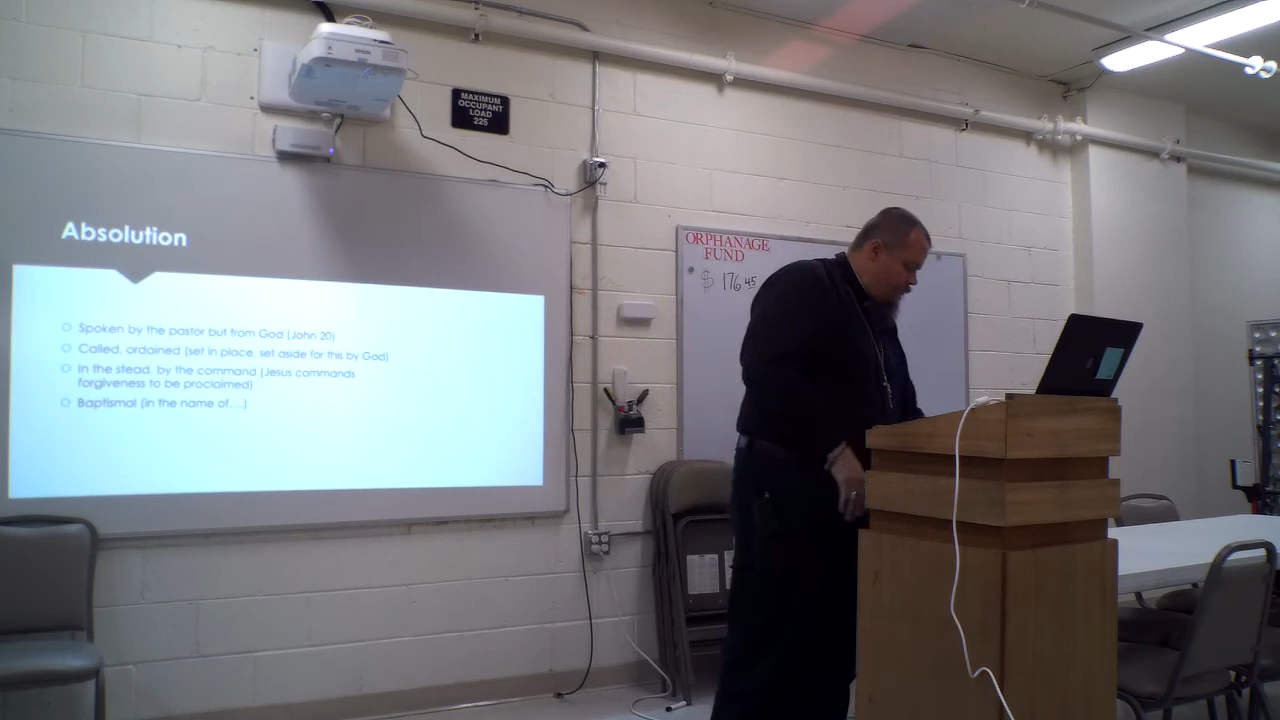 EPSON
MAXIMUM
OCCUPANT
LOAD
225
Absolution
Spoken by the pastor but from God (John 20)
Called, ordained (set in place, set aside for this by God)
In the stead, by the command (Jesus commands
forgiveness to be proclaimed)
Baptismal (in the name of....)
ORPHANAGE
FUND
$ 176 45